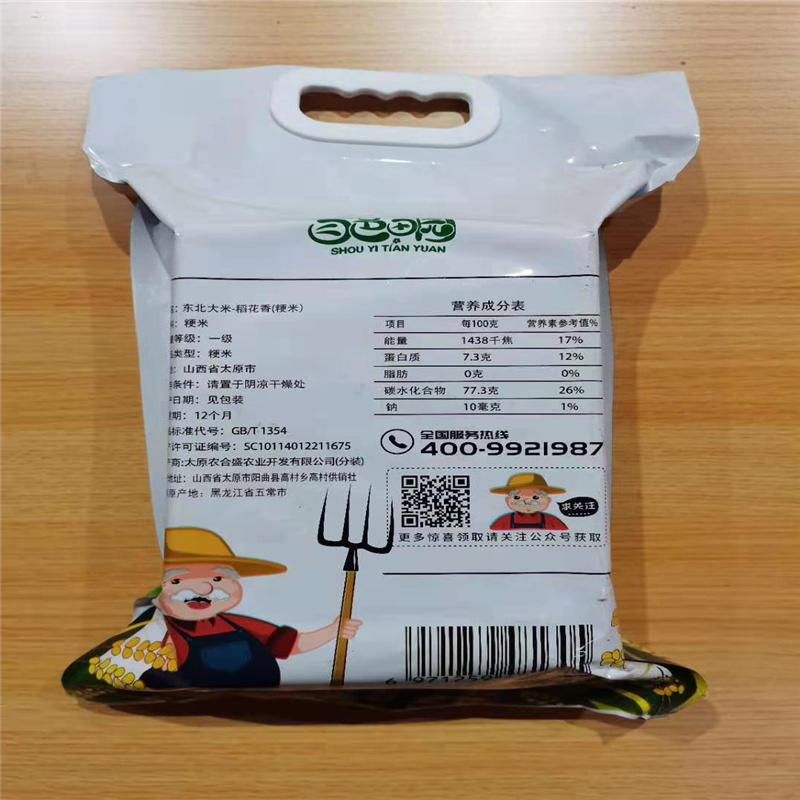 SHOU YI TIAN YUAN
:东北大米-稻花香(粳米)
:粳米
等级:一级
类型:粳米
:山西省太原市
条件:请置于阴凉干燥处
日期:见包装
期:12个月
标准代号:GB/T 1354
许可证编号:SC10114012211675
商:太原农合盛农业开发有限公司(分装)
地址:山西省太原市阳曲县高村乡高村供销社
原产地:黑龙江省五常市
营养成分表
项目 每100克 营养素参考值%
能量 1438千焦 17%
蛋白质 7.3克 12%
脂肪 0克 0%
碳水化合物 77.3克 26%
钠 10毫克 1%
全国服务热线
400-9921987
求关注
更多惊喜领取请关注公众号获取
6 971259